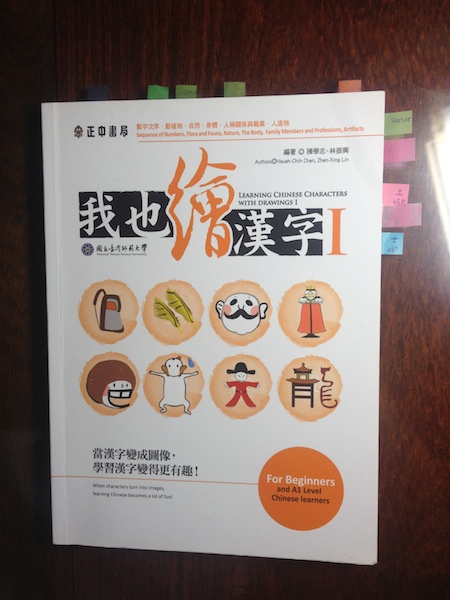 正中書局
數字次序．動植物．自然．身體．人稱關係與職業．人造物
Sequence of Numbers, Flora and Fauna, Nature, The Body, Family Members and Professions, Artifacts
編著◎陳學志、林振興
Authors◎Hsueh-Chih Chen, Zhen-Xing Lin
LEARNING CHINESE CHARACTERS
WITH DRAWINGS I
我也繪漢字I
國立臺灣師範大學
National Taiwan Normal University
當漢字變成圖像，
學習漢字變得更有趣！
When characters turn into images,
learning Chinese becomes a lot of fun!
For Beginners
and A1 Level
Chinese learners
Water
上